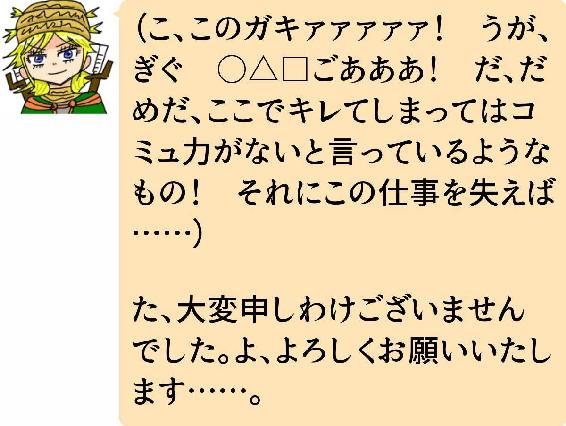 (こ、このガキァァァァァ!　うが、
ぎぐ　○△□ごあああ!　だ、だ
めだ、ここでキレてしまってはコ
ミュ力がないと言っているような
もの!　それにこの仕事を失えば
……)
た、大変申しわけございません
でした。よ、よろしくお願いいたし
ます……。